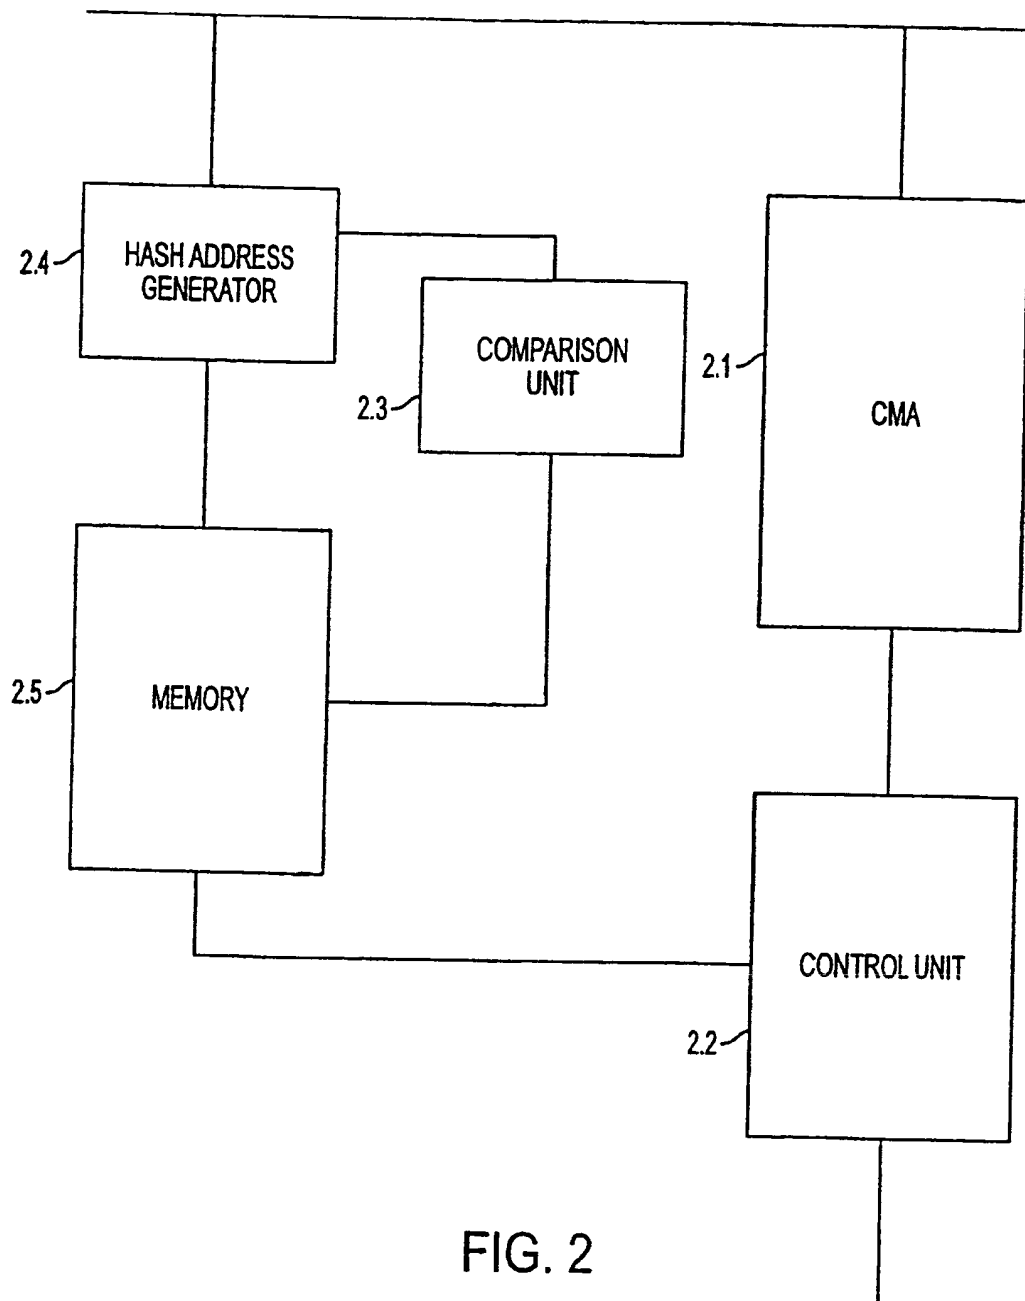 2.4
HASH ADDRESS
GENERATOR
COMPARISON
UNIT
2.3
2.1
CMA
2.5
MEMORY
CONTROL UNIT
2.2
FIG. 2